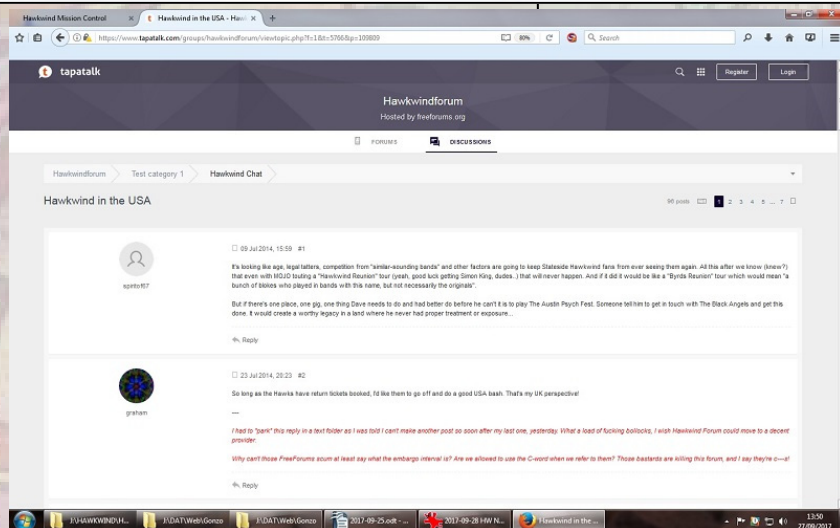 Hawkwind Mission Control
Hawkwind in the USA - Hawk
https://www.tapatalk.com/groups/hawkwindforum/viewtopic.php?f=1&t=5766&p=109809
80%
Search
tapatalk
Register
Login
Hawkwindforum
Hosted by freeforums.org
FORUMS
DISCUSSIONS
Hawkwindforum
Test category 1
Hawkwind Chat
Hawkwind in the USA
96 posts
1 2 3 4 5 ... 7
09 Jul 2014, 15:59 #1
It's looking like age, legal tatters, competition from "similar-sounding bands" and other factors are going to keep Stateside Hawkwind fans from ever seeing them again. All this after we know (knew?)
that even with MOJO touting a "Hawkwind Reunion" tour (yeah, good luck getting Simon King, dudes..) that will never happen. And if it did it would be like a "Byrds Reunion" tour which would mean "a
bunch of blokes who played in bands with this name, but not necessarily the originals".
spiritof67
But if there's one place, one gig, one thing Dave needs to do and had better do before he can't it is to play The Austin Psych Fest. Someone tell him to get in touch with The Black Angels and get this
done. It would create a worthy legacy in a land where he never had proper treatment or exposure...
Reply
23 Jul 2014, 20:23 #2
So long as the Hawks have return tickets booked, I'd like them to go off and do a good USA bash. That's my UK perspective!
graham
I had to "park" this reply in a text folder as I was told I can't make another post so soon after my last one, yesterday. What a load of fucking bollocks, I wish Hawkwind Forum could move to a decent
provider.
Why can't those FreeForums scum at least say what the embargo interval is? Are we allowed to use the C-word when we refer to them? Those bastards are killing this forum, and I say they're c---s!
Reply
J:\HAWKWIND\H...
J:\DAT\Web\Gonzo
J:\DAT\Web\Gonzo
2017-09-25.odt - ...
2017-09-28 HW N...
Hawkwind in the ...
13:50
27/09/2017